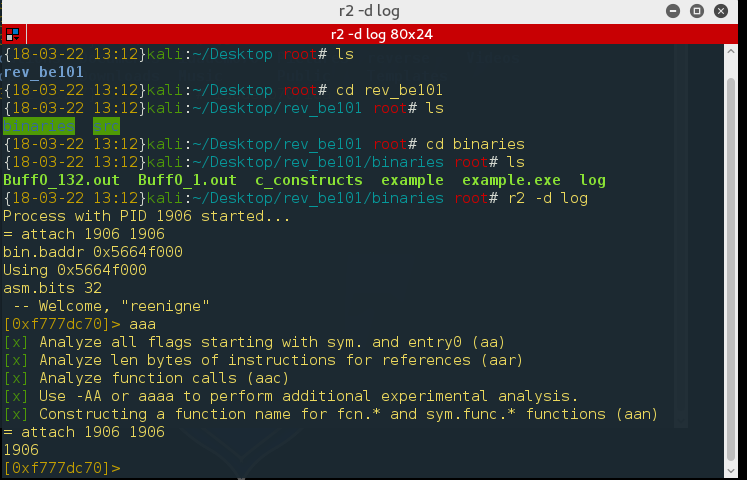 r2 -d log
r2 -d log 80x24
{18-03-22 13:12}kali:~/Desktop root# ls
rev_be101
{18-03-22 13:12}kali:~/Desktop root# cd rev_be101
{18-03-22 13:12}kali:~/Desktop/rev_be101 root# ls
binaries  src
{18-03-22 13:12}kali:~/Desktop/rev_be101 root# cd binaries
{18-03-22 13:12}kali:~/Desktop/rev_be101/binaries root# ls
BuffO_132.out  BuffO_1.out  c_constructs  example  example.exe  log
{18-03-22 13:12}kali:~/Desktop/rev_be101/binaries root# r2 -d log
Process with PID 1906 started...
= attach 1906 1906
bin.baddr 0x5664f000
Using 0x5664f000
asm.bits 32
 -- Welcome, "reenigne"
[0xf777dc70]> aaa
[x] Analyze all flags starting with sym. and entry0 (aa)
[x] Analyze len bytes of instructions for references (aar)
[x] Analyze function calls (aac)
[x] Use -AA or aaaa to perform additional experimental analysis.
[x] Constructing a function name for fcn.* and sym.func.* functions (aan)
= attach 1906 1906
1906
[0xf777dc70]>